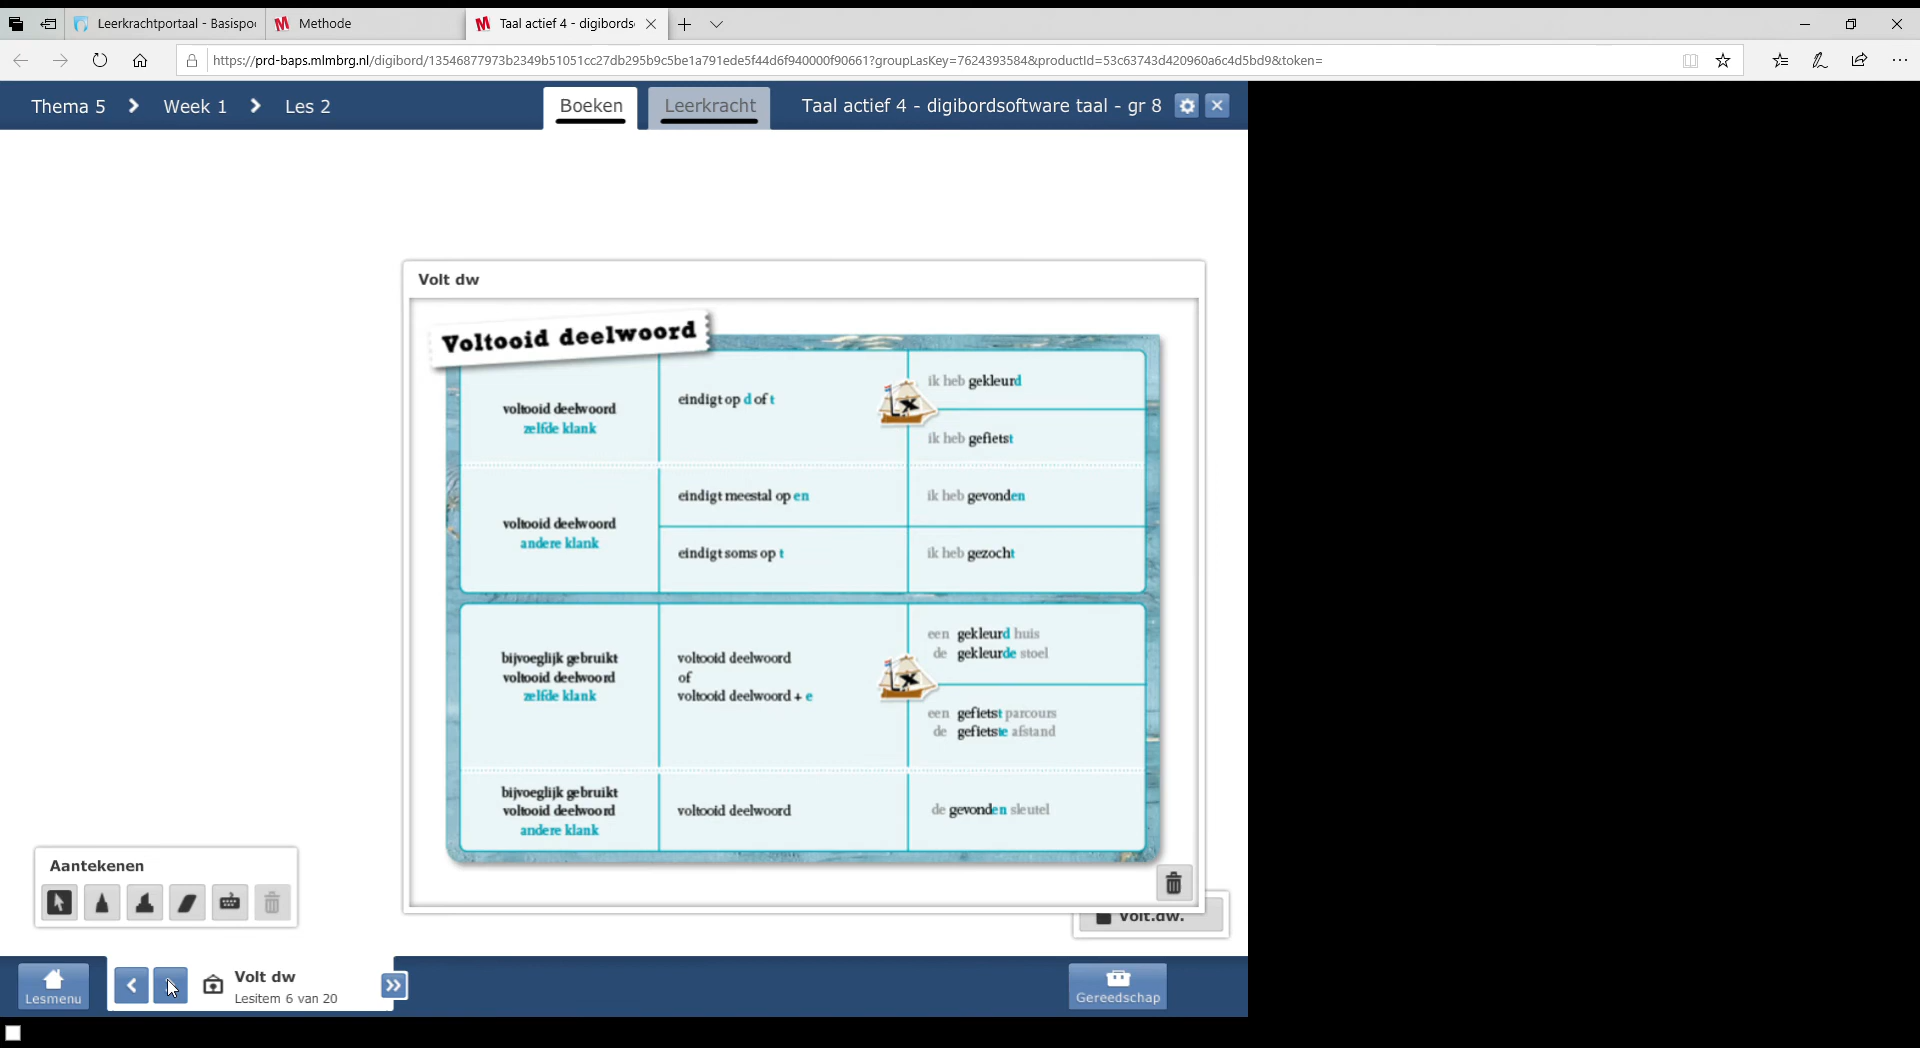 Leerkrachtportaal - Basispo
Methode
Taal actief 4 - digibords
https://prd-baps.mlmbrg.nl/digibord/13546877973b2349b51051cc27db295b9c5be1a791ede5f44d6f940000f90661?groupLasKey=7624393584&productId=53c63743d420960a6c4d5bd9&token=
Thema 5 > Week 1 > Les 2
Boeken
Leerkracht
Taal actief 4 - digibordsoftware taal - gr 8
Volt dw
Voltooid deelwoord
voltooid deelwoord
zelfde klank
eindigt op d of t
ik heb gekleurd
ik heb gefietst
voltooid deelwoord
andere klank
eindigt meestal op en
ik heb gevonden
eindigt soms op t
ik heb gezocht
bijvoeglijk gebruikt
voltooid deelwoord
zelfde klank
voltooid deelwoord
of
voltooid deelwoord + e
een gekleurd huis
de gekleurde stoel
een gefietst parcours
de gefietste afstand
bijvoeglijk gebruikt
voltooid deelwoord
andere klank
voltooid deelwoord
de gevonden sleutel
Aantekenen
Volt.dw.
Lesmenu
Volt dw
Lesitem 6 van 20
Gereedschap